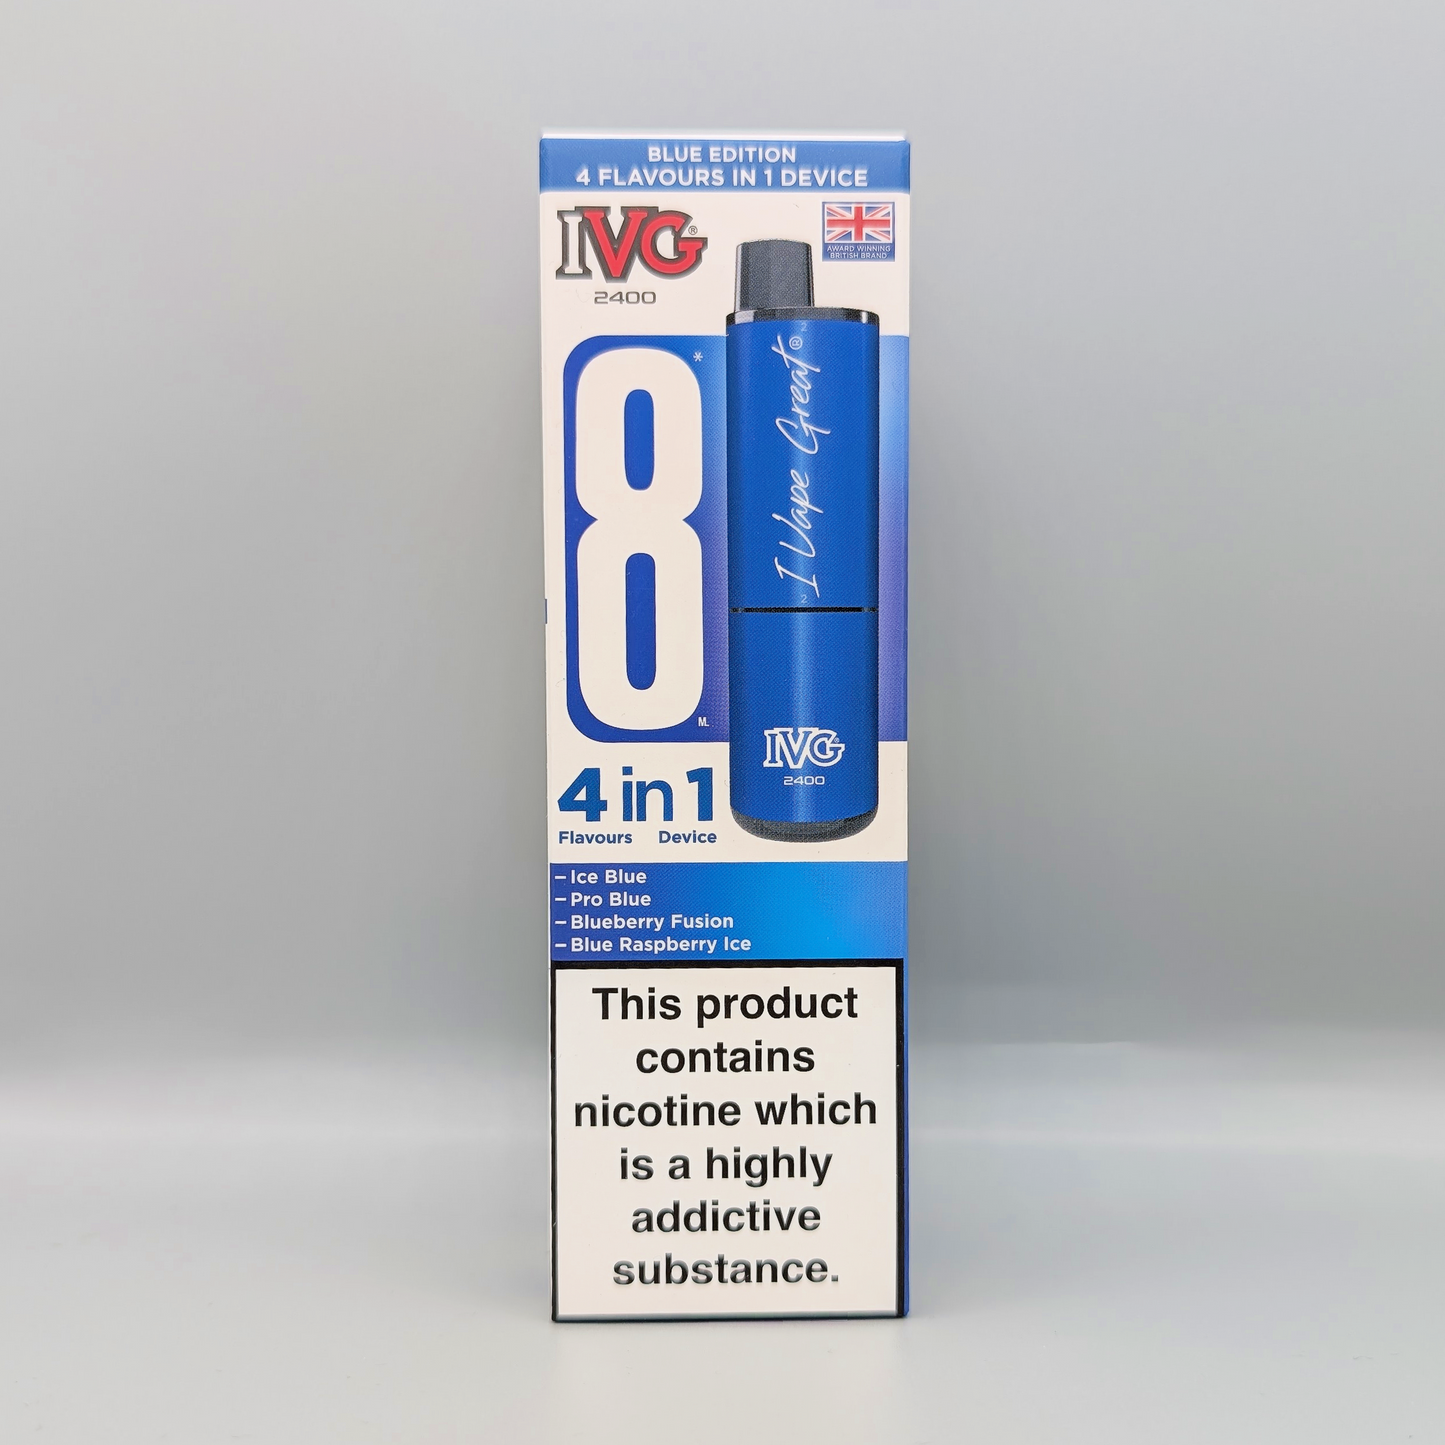 BLUE EDITION
4 FLAVOURS IN 1 DEVICE
IVG®
2400
AWARD WINNING
BRITISH BRAND
8*
ML
I Vape Great®
2
2
IVG®
2400
4 in 1
Flavours Device
– Ice Blue
– Pro Blue
– Blueberry Fusion
– Blue Raspberry Ice
This product
contains
nicotine which
is a highly
addictive
substance.